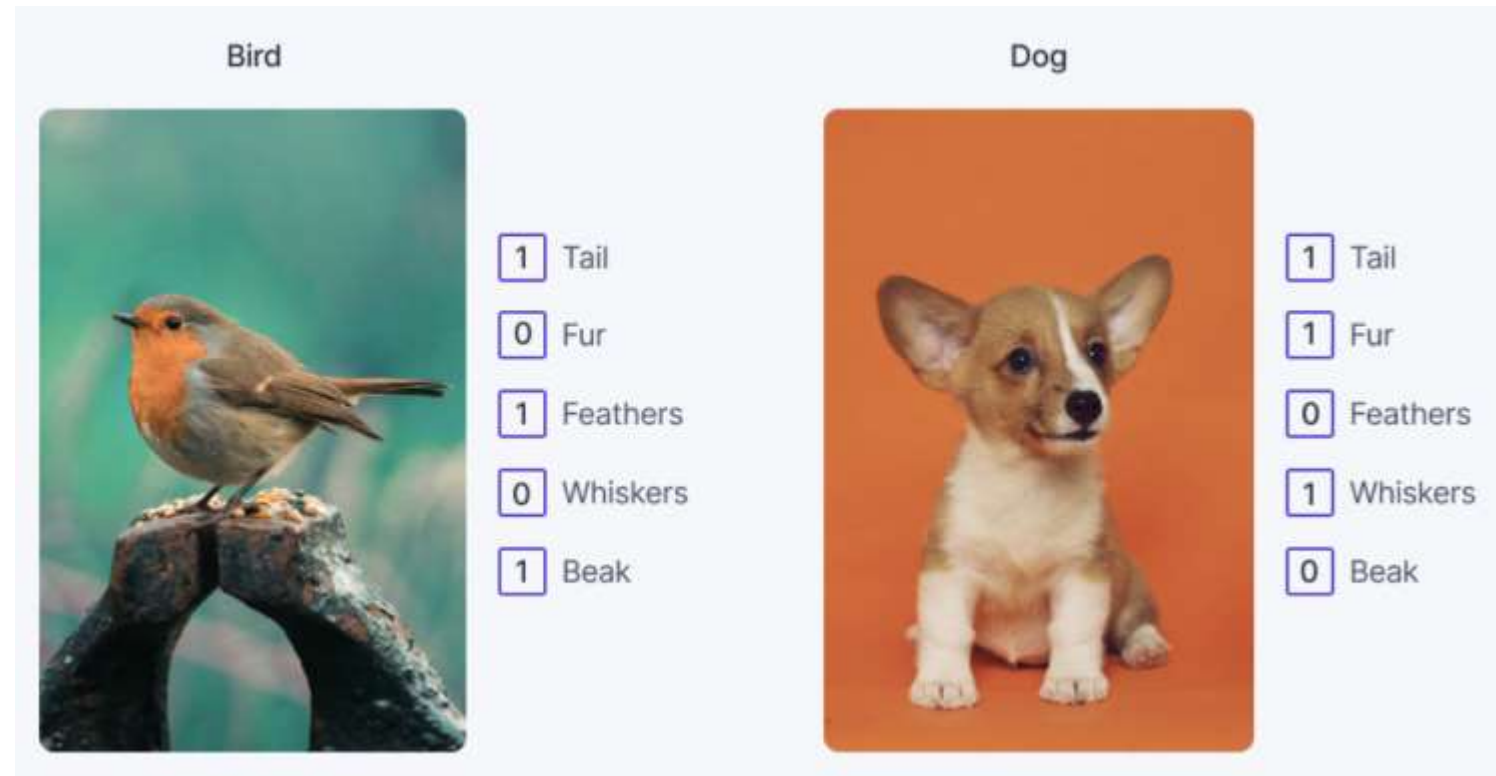 Bird
1 Tail
0 Fur
1 Feathers
0 Whiskers
1 Beak
Dog
1 Tail
1 Fur
0 Feathers
1 Whiskers
0 Beak